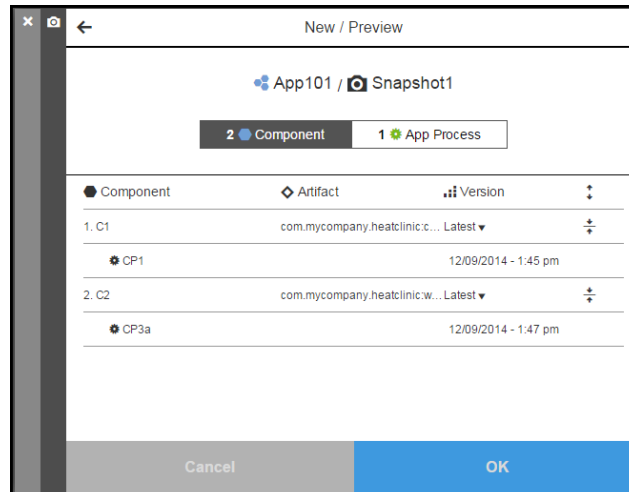 New / Preview
App101 / Snapshot1
2 Component 1 App Process
Component Artifact Version
1. C1 com.mycompany.heatclinic:c... Latest
CP1 12/09/2014 - 1:45 pm
2. C2 com.mycompany.heatclinic:w... Latest
CP3a 12/09/2014 - 1:47 pm
Cancel OK